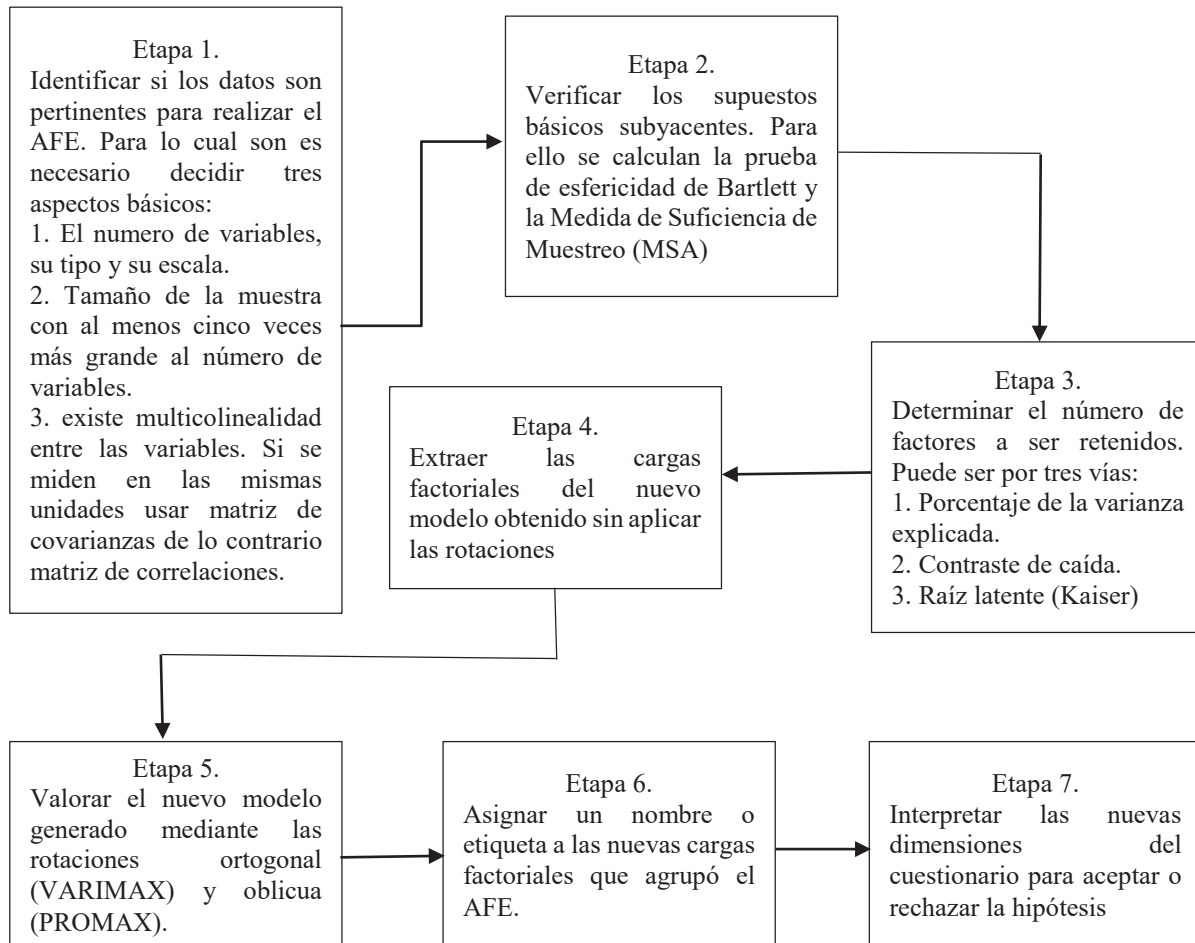 Etapa 1.
Identificar si los datos son
pertinentes para realizar el
AFE. Para lo cual son es
necesario decidir tres
aspectos básicos:
1. El numero de variables,
su tipo y su escala.
2. Tamaño de la muestra
con al menos cinco veces
más grande al número de
variables.
3. existe multicolinealidad
entre las variables. Si se
miden en las mismas
unidades usar matriz de
covarianzas de lo contrario
matriz de correlaciones.
Etapa 2.
Verificar los supuestos
básicos subyacentes. Para
ello se calculan la prueba
de esfericidad de Bartlett y
la Medida de Suficiencia de
Muestreo (MSA)
Etapa 3.
Determinar el número de
factores a ser retenidos.
Puede ser por tres vías:
1. Porcentaje de la varianza
explicada.
2. Contraste de caída.
3. Raíz latente (Kaiser)
Etapa 4.
Extraer las cargas
factoriales del nuevo
modelo obtenido sin aplicar
las rotaciones
Etapa 5.
Valorar el nuevo modelo
generado mediante las
rotaciones ortogonal
(VARIMAX) y oblicua
(PROMAX).
Etapa 6.
Asignar un nombre o
etiqueta a las nuevas cargas
factoriales que agrupó el
AFE.
Etapa 7.
Interpretar las nuevas
dimensiones del
cuestionario para aceptar o
rechazar la hipótesis